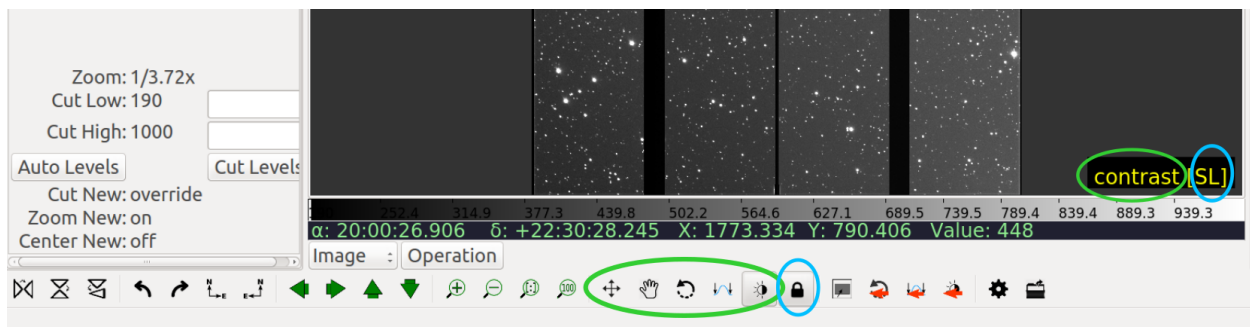 Zoom: 1/3.72x
Cut Low: 190
Cut High: 1000
Auto Levels Cut Levels
Cut New: override
Zoom New: on
Center New: off
contrast [SL]
252.4 314.9 377.3 439.8 502.2 564.6 627.1 689.5 739.5 789.4 839.4 889.3 939.3
α: 20:00:26.906 δ: +22:30:28.245 X: 1773.334 Y: 790.406 Value: 448
Image Operation
N E E N 1:1 100